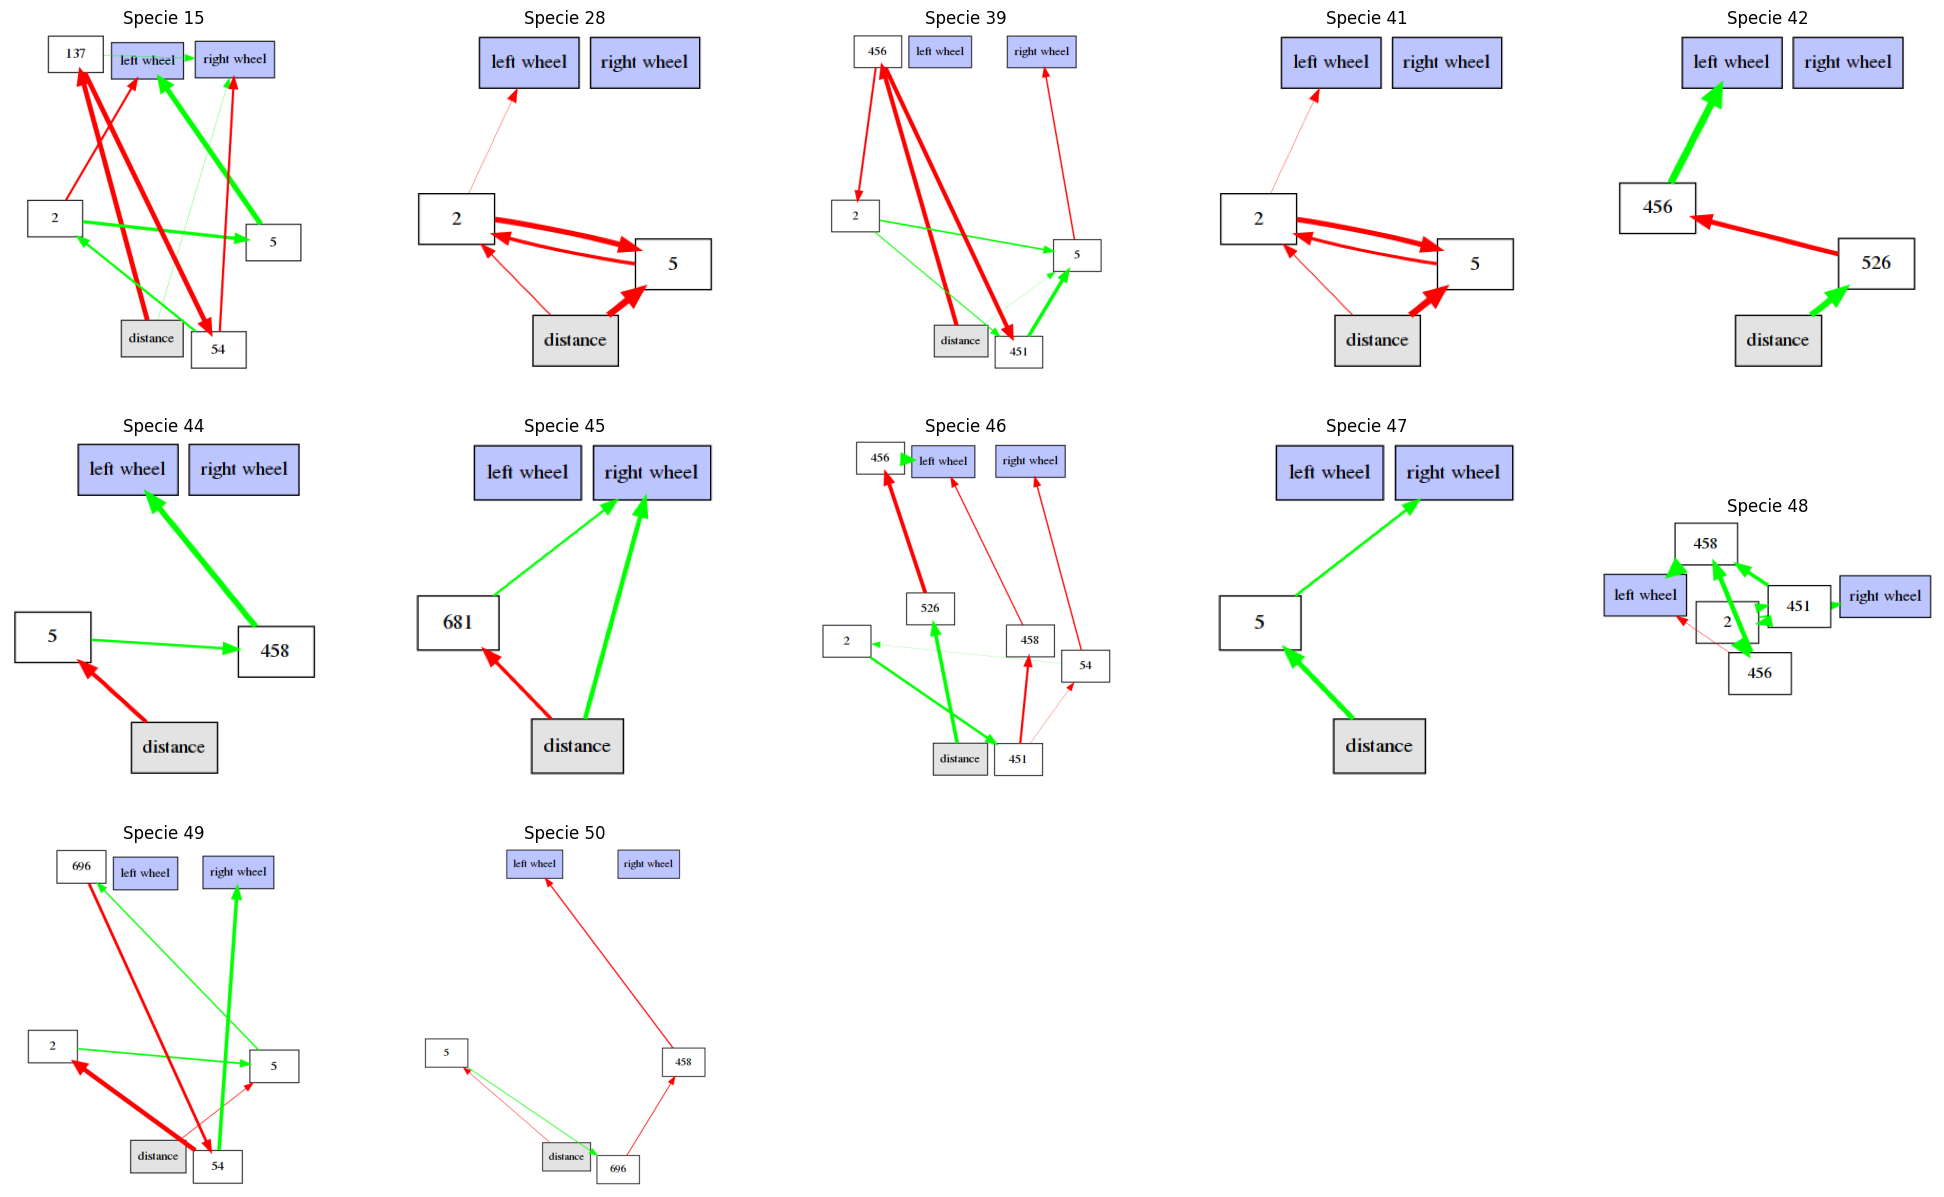 Specie 15
137
left wheel
right wheel
2
5
distance
54
Specie 28
left wheel
right wheel
2
5
distance
Specie 39
456
left wheel
right wheel
2
5
distance
451
Specie 41
left wheel
right wheel
2
5
distance
Specie 42
left wheel
right wheel
456
526
distance
Specie 44
left wheel
right wheel
5
458
distance
Specie 45
left wheel
right wheel
681
distance
Specie 46
456
left wheel
right wheel
526
2
458
54
distance
451
Specie 47
left wheel
right wheel
5
distance
Specie 48
458
left wheel
451
right wheel
2
456
Specie 49
696
left wheel
right wheel
2
5
distance
54
Specie 50
left wheel
right wheel
5
458
distance
696